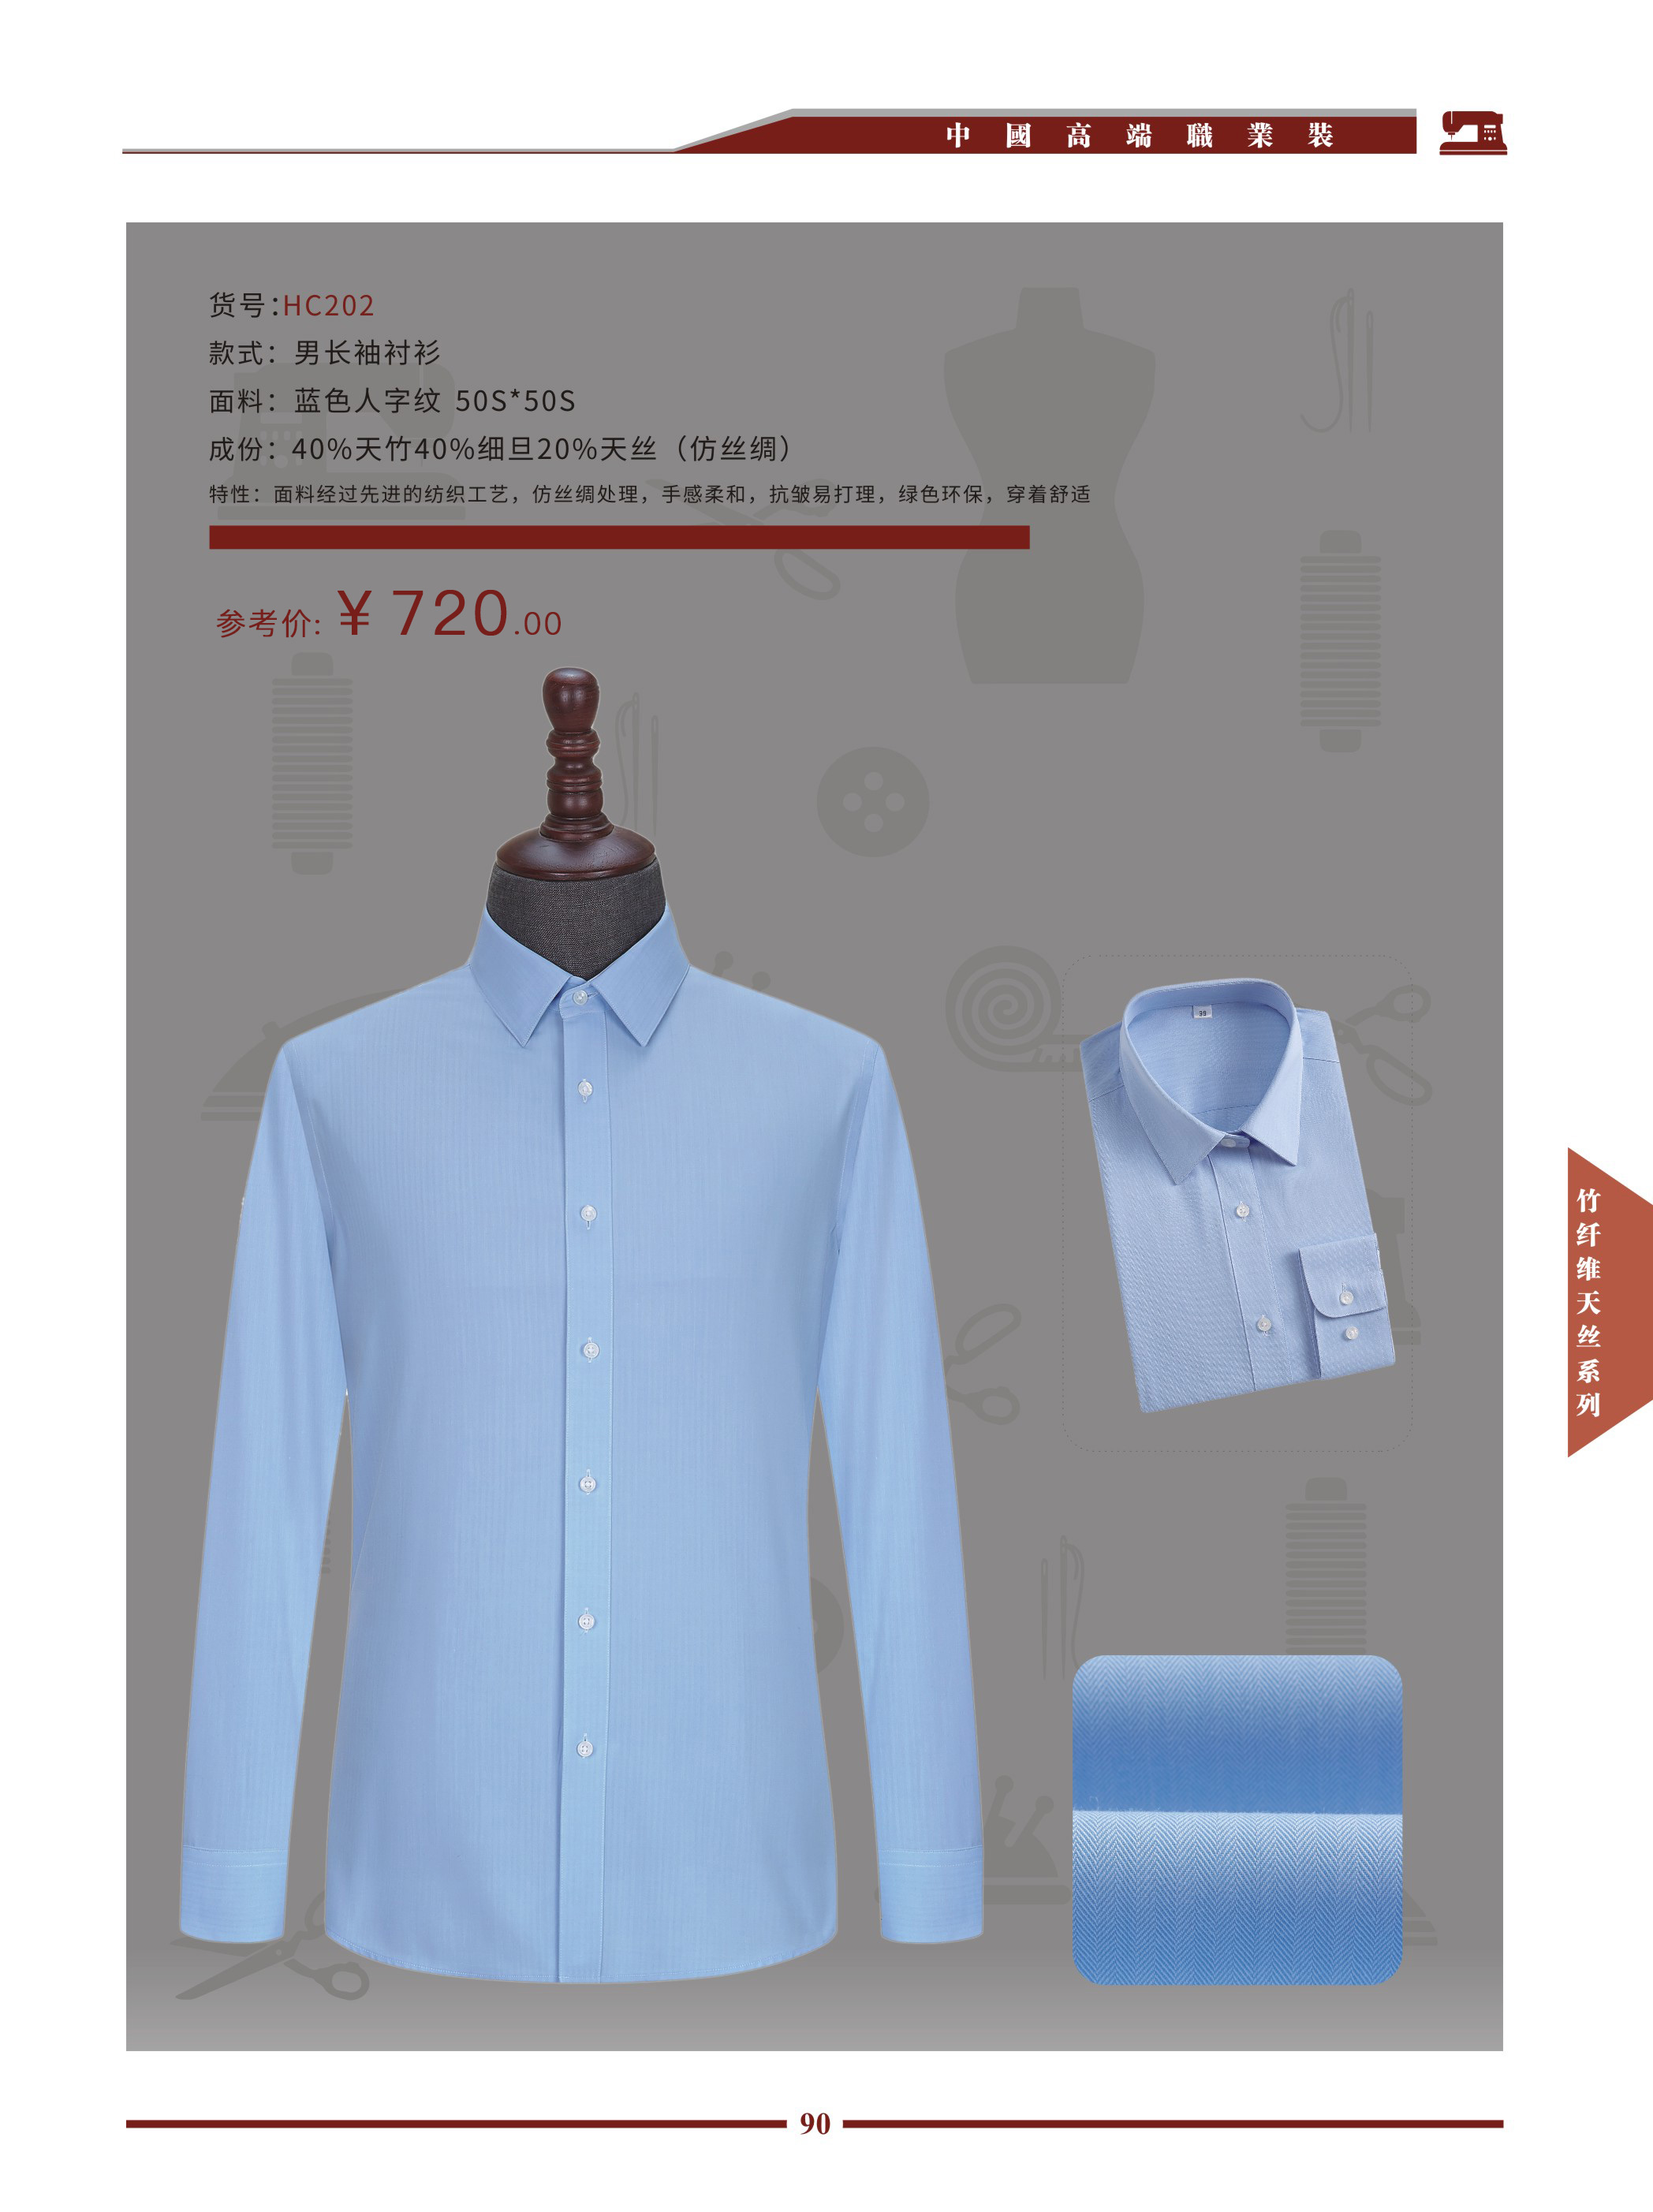 中國高端職業裝
货号:HC202
款式：男长袖衬衫
面料：蓝色人字纹 50S*50S
成份：40%天竹40%细旦20%天丝（仿丝绸）
特性：面料经过先进的纺织工艺，仿丝绸处理，手感柔和，抗皱易打理，绿色环保，穿着舒适
参考价: ¥ 720.00
39
竹纤维天丝系列
90